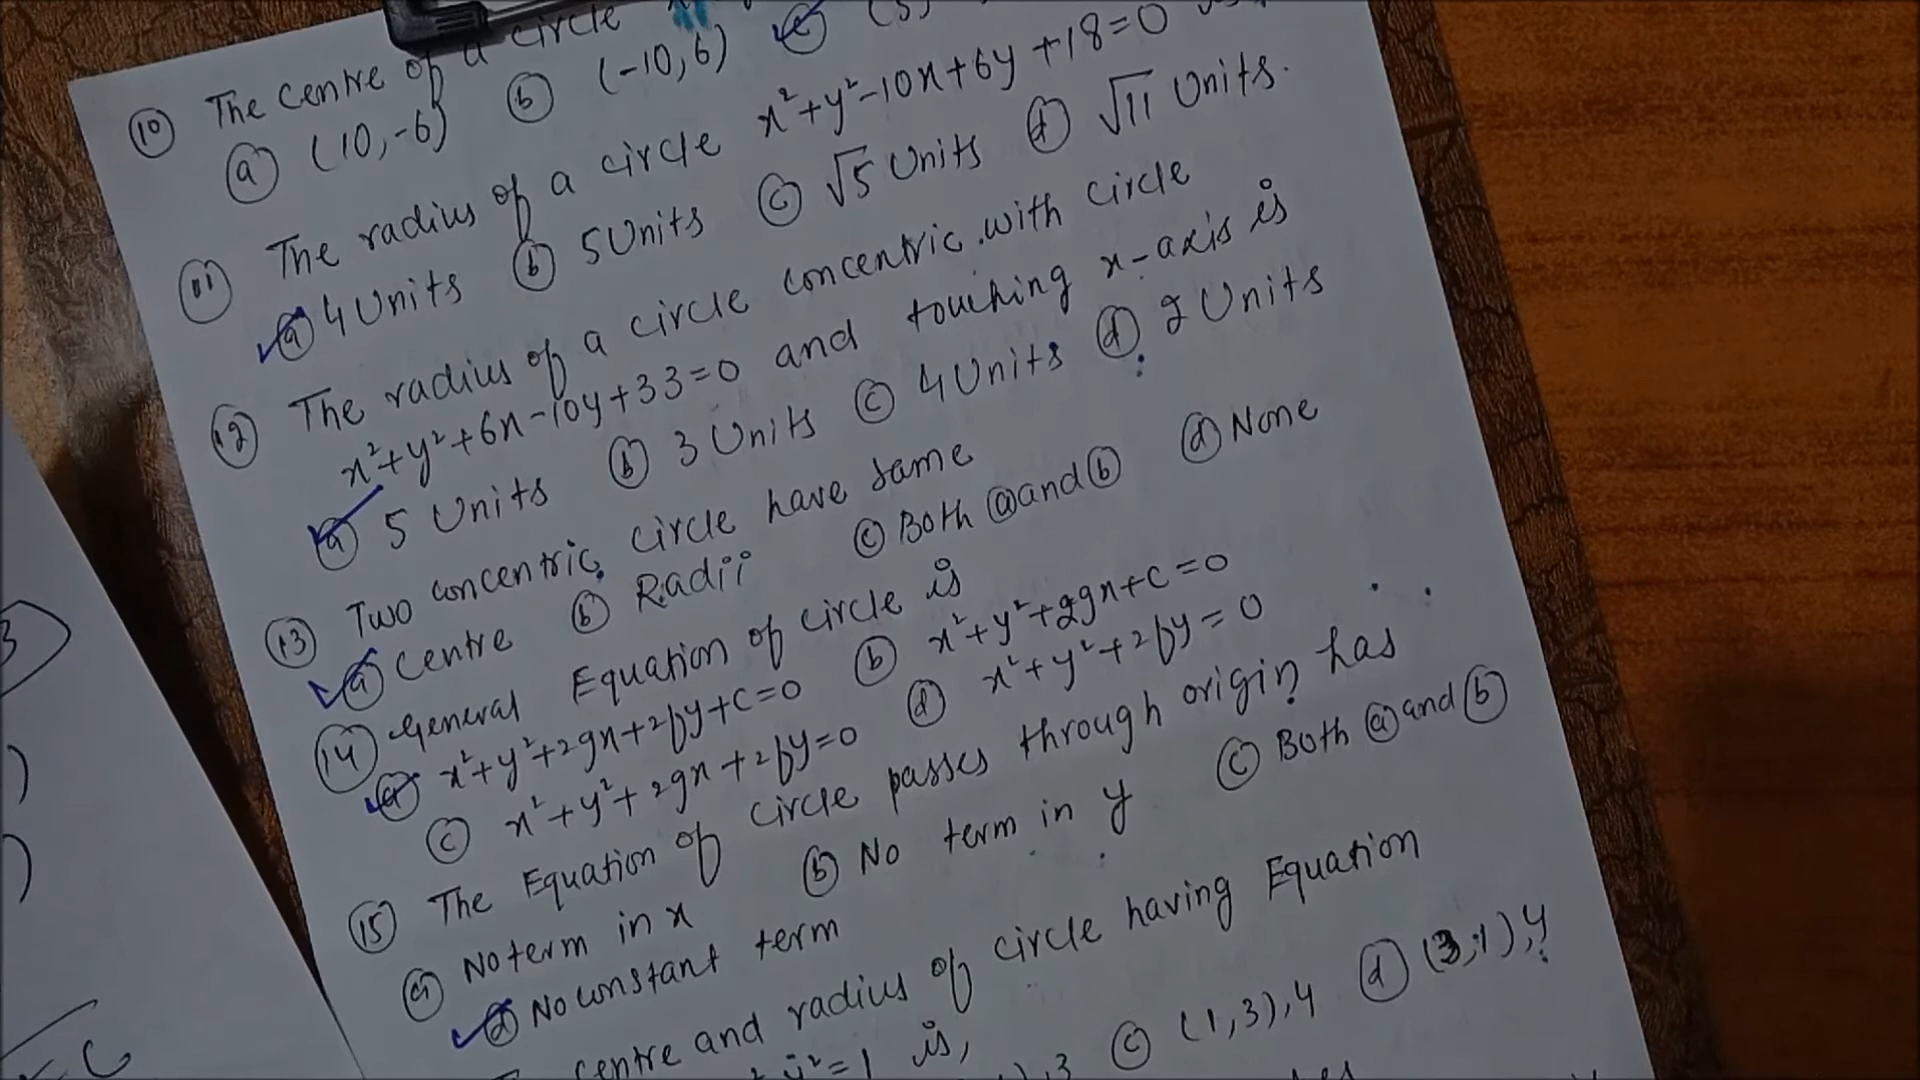 ⑩ The Centre of a circle
ⓐ (10,-6) ⓑ (-10,6) ⓒ (5,
⑪ The radius of a circle x²+y²-10x+6y+18=0
ⓐ 4 Units ⓑ 5 Units ⓒ √5 Units ⓓ √11 Units.
⑫ The radius of a circle concentric with circle
x²+y²+6x-10y+33=0 and touching x-axis is
ⓐ 5 Units ⓑ 3 Units ⓒ 4 Units ⓓ 2 Units
⑬ Two concentric circle have same
ⓐ Centre ⓑ Radii ⓒ Both ⓐ and ⓑ ⓓ None
⑭ General Equation of circle is
ⓐ x²+y²+2gx+2fy+c=0 ⓑ x²+y²+2gx+c=0
ⓒ x²+y²+2gx+2fy=0 ⓓ x²+y²+2fy=0
⑮ The Equation of circle passes through origin has
ⓐ No term in x ⓑ No term in y ⓒ Both ⓐ and ⓑ
ⓓ No constant term
centre and radius of circle having Equation
y²=1 is,
),3 ⓒ (1,3),4 ⓓ (3,1),4